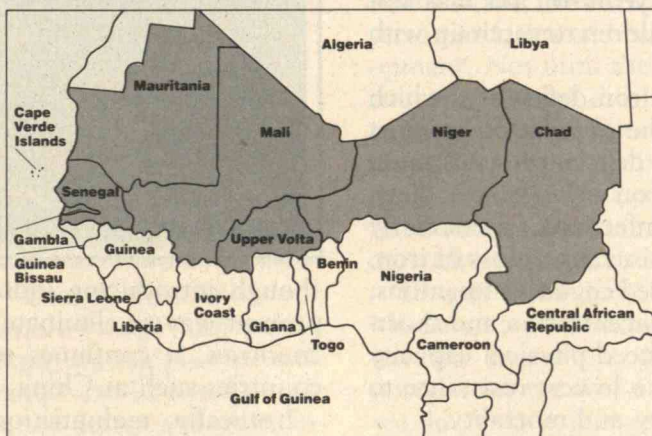 Algeria
Libya
Mauritania
Cape
Verde
Islands
Mali
Niger
Chad
Senegal
Gambia
Guinea
Bissau
Guinea
Upper Volta
Benin
Nigeria
Sierra Leone
Ivory
Coast
Liberia
Ghana
Togo
Cameroon
Central African
Republic
Gulf of Guinea